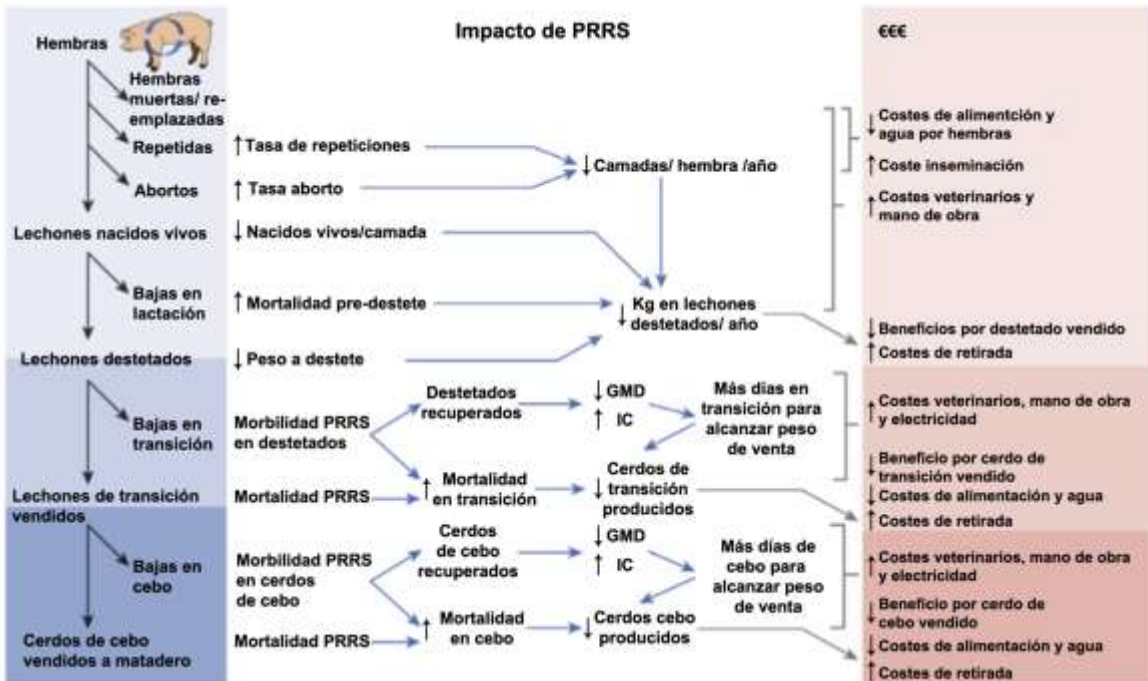 Impacto de PRRS
€€€
Hembras
Hembras
muertas/ re-
emplazadas
Repetidas
Abortos
Lechones nacidos vivos
Bajas en
lactación
Lechones destetados
Bajas en
transición
Lechones de transición
vendidos
Bajas en
cebo
Cerdos de cebo
vendidos a matadero
↑ Tasa de repeticiones
↑ Tasa aborto
↓ Camadas/ hembra /año
↓ Nacidos vivos/camada
↑ Mortalidad pre-destete
↓ Kg en lechones
destetados/ año
↓ Peso a destete
Morbilidad PRRS
en destetados
Destetados
recuperados
↓ GMD
↑ IC
Más dias en
transición para
alcanzar peso
de venta
Mortalidad PRRS
↑ Mortalidad
en transición
↓ Cerdos de
transición
producidos
Morbilidad PRRS
en cerdos
de cebo
Cerdos
de cebo
recuperados
↓ GMD
↑ IC
Más días de
cebo para
alcanzar peso
de venta
Mortalidad PRRS
↑ Mortalidad
en cebo
↓ Cerdos cebo
producidos
↓ Costes de alimentción y
agua por hembras
↑ Coste inseminación
↑ Costes veterinarios y
mano de obra
↓ Beneficios por destetado vendido
↑ Costes de retirada
↑ Costes veterinarios, mano de obra
y electricidad
↓ Beneficio por cerdo de
transición vendido
↓ Costes de alimentación y agua
↑ Costes de retirada
↑ Costes veterinarios, mano de obra
y electricidad
↓ Beneficio por cerdo de
cebo vendido
↓ Costes de alimentación y agua
↑ Costes de retirada